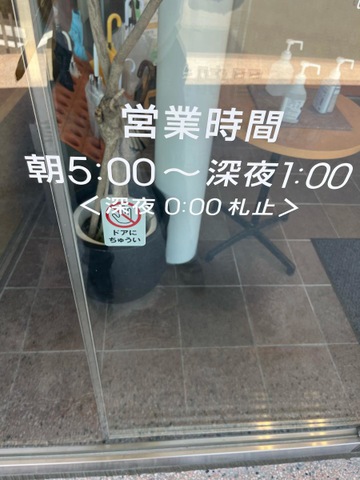 営業時間
朝5:00〜深夜1:00
<深夜 0:00 札止>
ドアに
ちゅうい